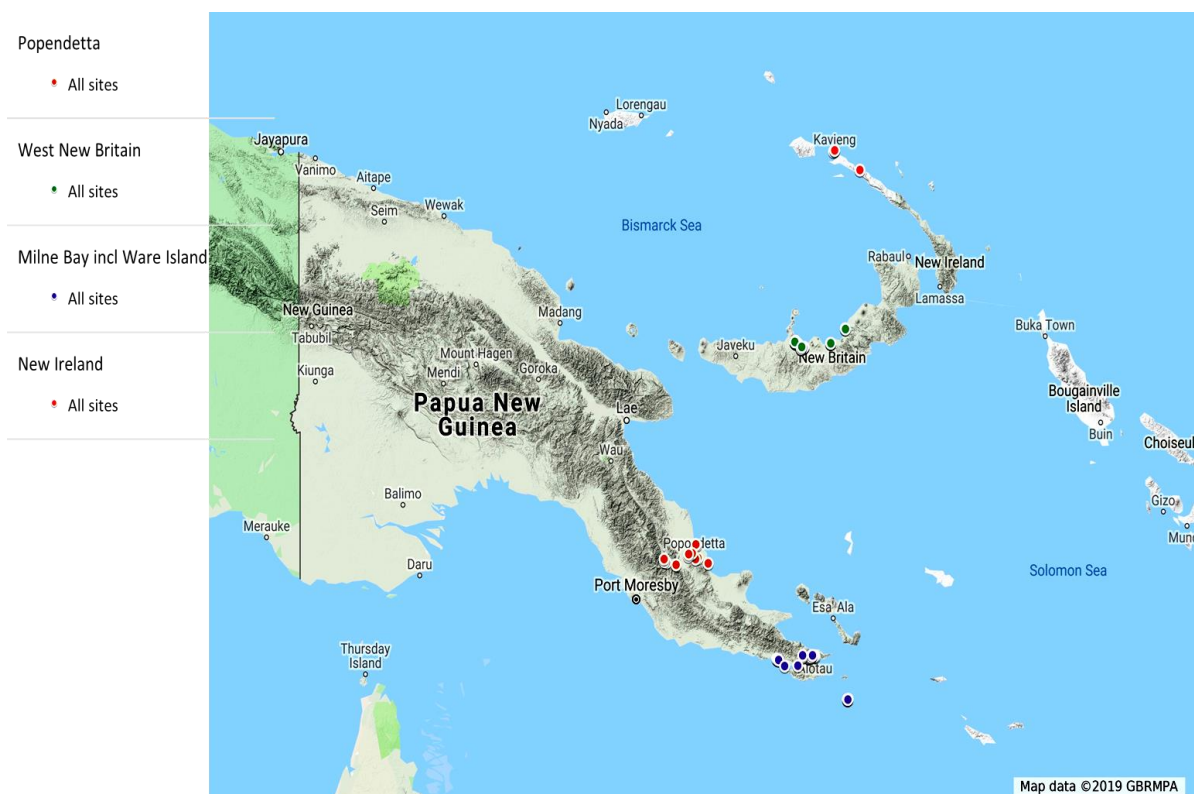 Popendetta
All sites
West New Britain
All sites
Milne Bay incl Ware Island
All sites
New Ireland
All sites
Lorengau
Nyada
Kavieng
Jayapura
Vanimo
Aitape
Seim
Wewak
Bismarck Sea
Rabaul
New Ireland
Lamassa
New Guinea
Tabubil
Madang
Buka Town
Javeku
New Britain
Mount Hagen
Mendi
Goroka
Kiunga
Papua New
Guinea
Lae
Bougainville
Island
Buin
Choiseul
Wau
Balimo
Gizo
Merauke
Daru
Port Moresby
Solomon Sea
Esa'Ala
Thursday
Island
Map data ©2019 GBRMPA